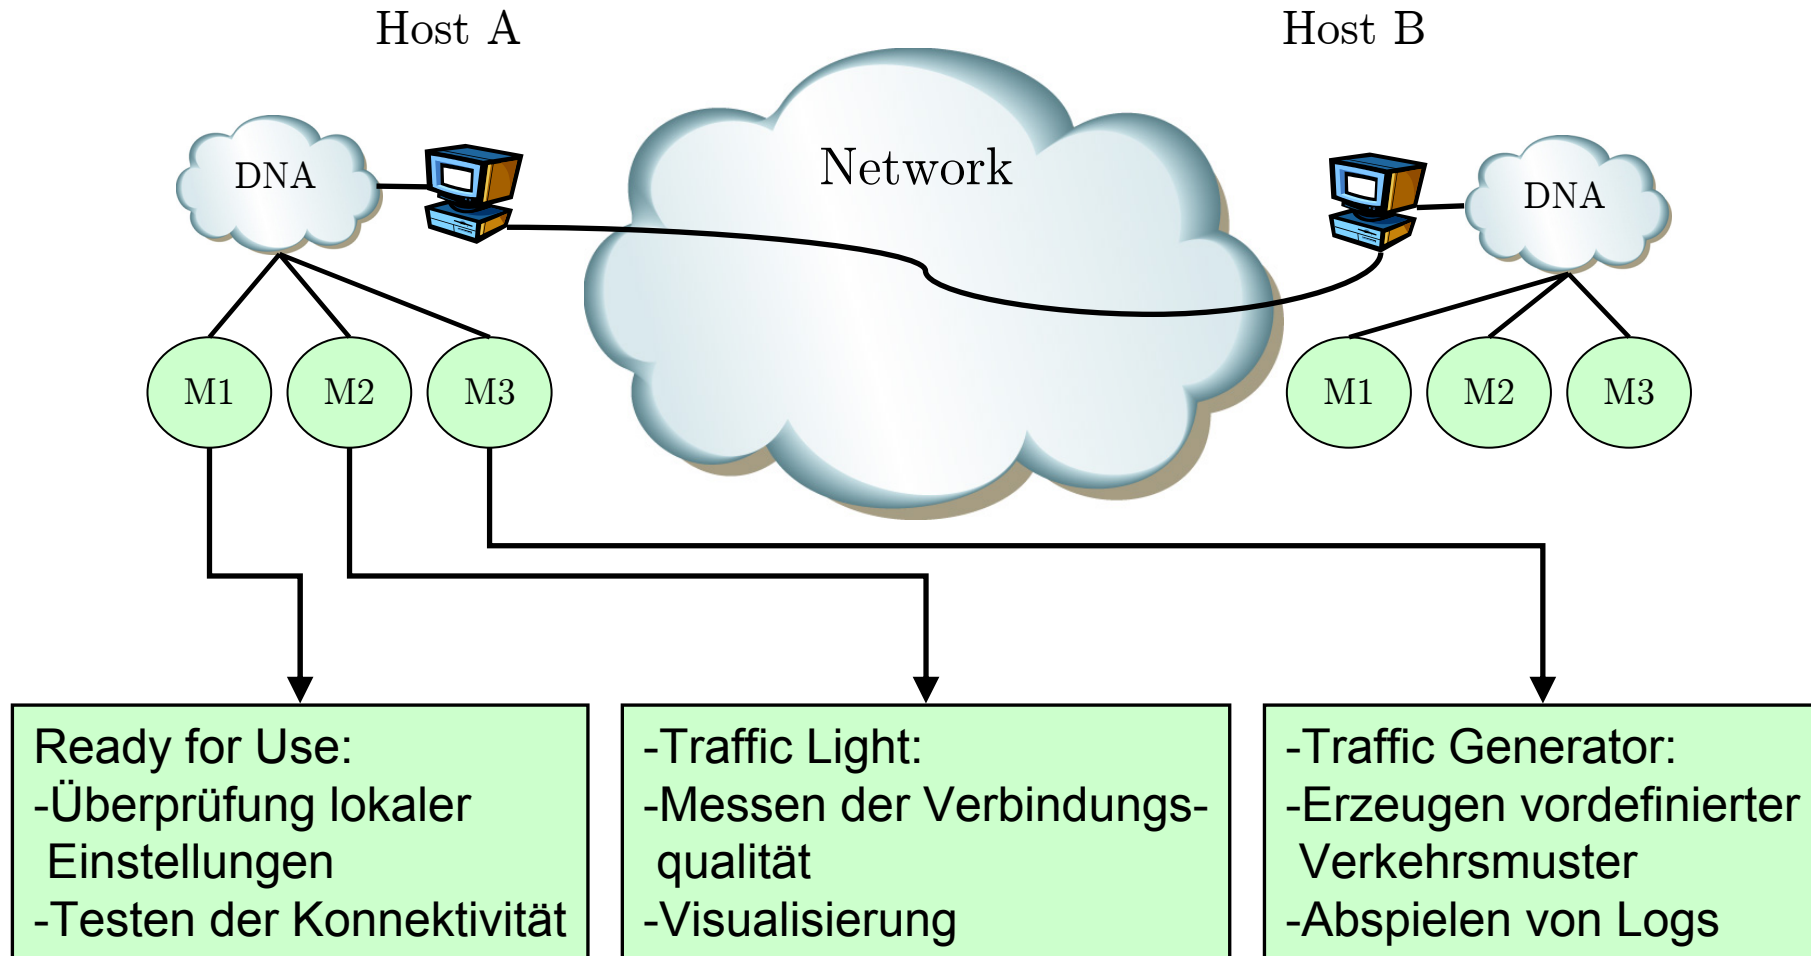 Host A
Host B
Network
DNA
DNA
M1
M2
M3
M1
M2
M3
Ready for Use:
-Überprüfung lokaler
Einstellungen
-Testen der Konnektivität
-Traffic Light:
-Messen der Verbindungs-
qualität
-Visualisierung
-Traffic Generator:
-Erzeugen vordefinierter
Verkehrsmuster
-Abspielen von Logs